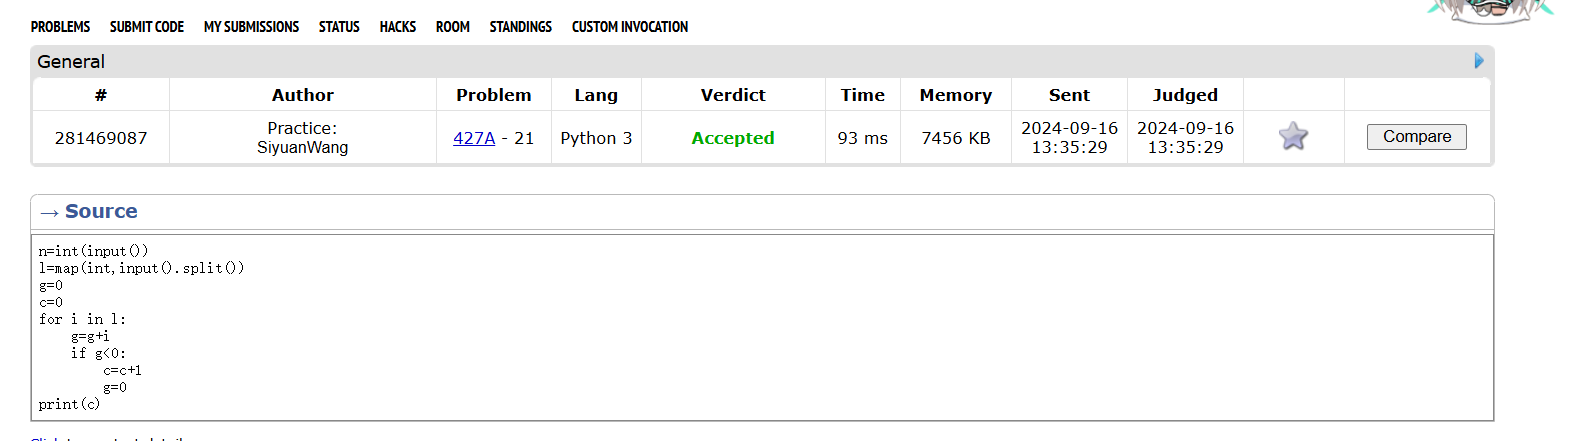 PROBLEMS SUBMIT CODE MY SUBMISSIONS STATUS HACKS ROOM STANDINGS CUSTOM INVOCATION
General
# Author Problem Lang Verdict Time Memory Sent Judged
281469087 Practice: SiyuanWang 427A - 21 Python 3 Accepted 93 ms 7456 KB 2024-09-16 13:35:29 2024-09-16 13:35:29 Compare
→ Source
n=int(input())
l=map(int,input().split())
g=0
c=0
for i in l:
    g=g+i
    if g<0:
        c=c+1
        g=0
print(c)